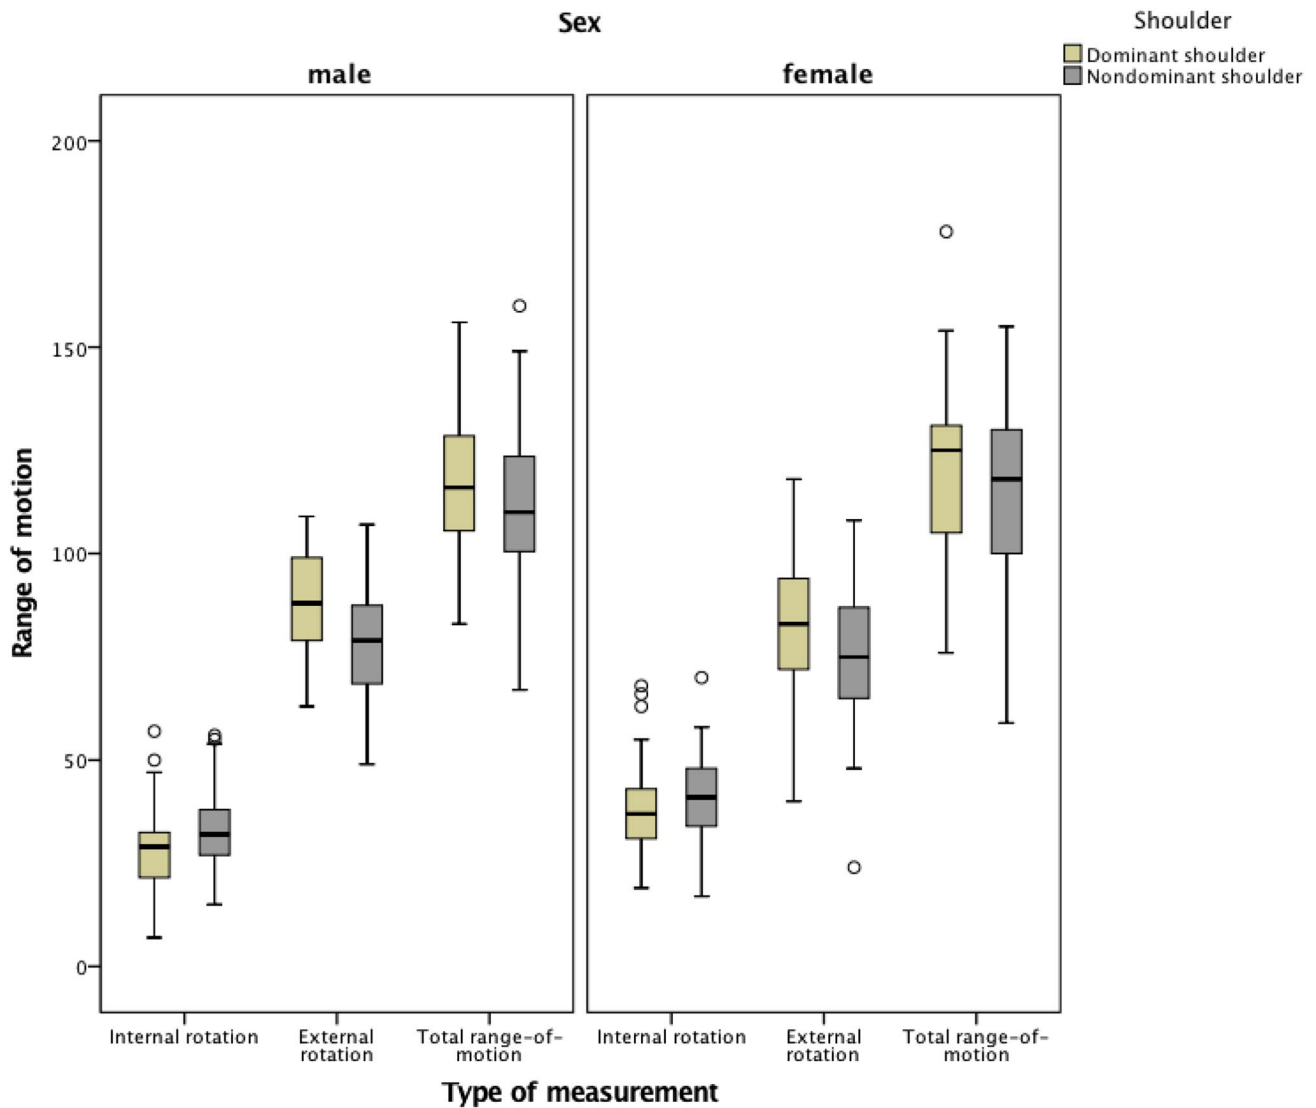 Sex
Shoulder
Dominant shoulder
Nondominant shoulder
male
female
Range of motion
200
150
100
50
0
Internal rotation
External
rotation
Total range-of-
motion
Internal rotation
External
rotation
Total range-of-
motion
Type of measurement